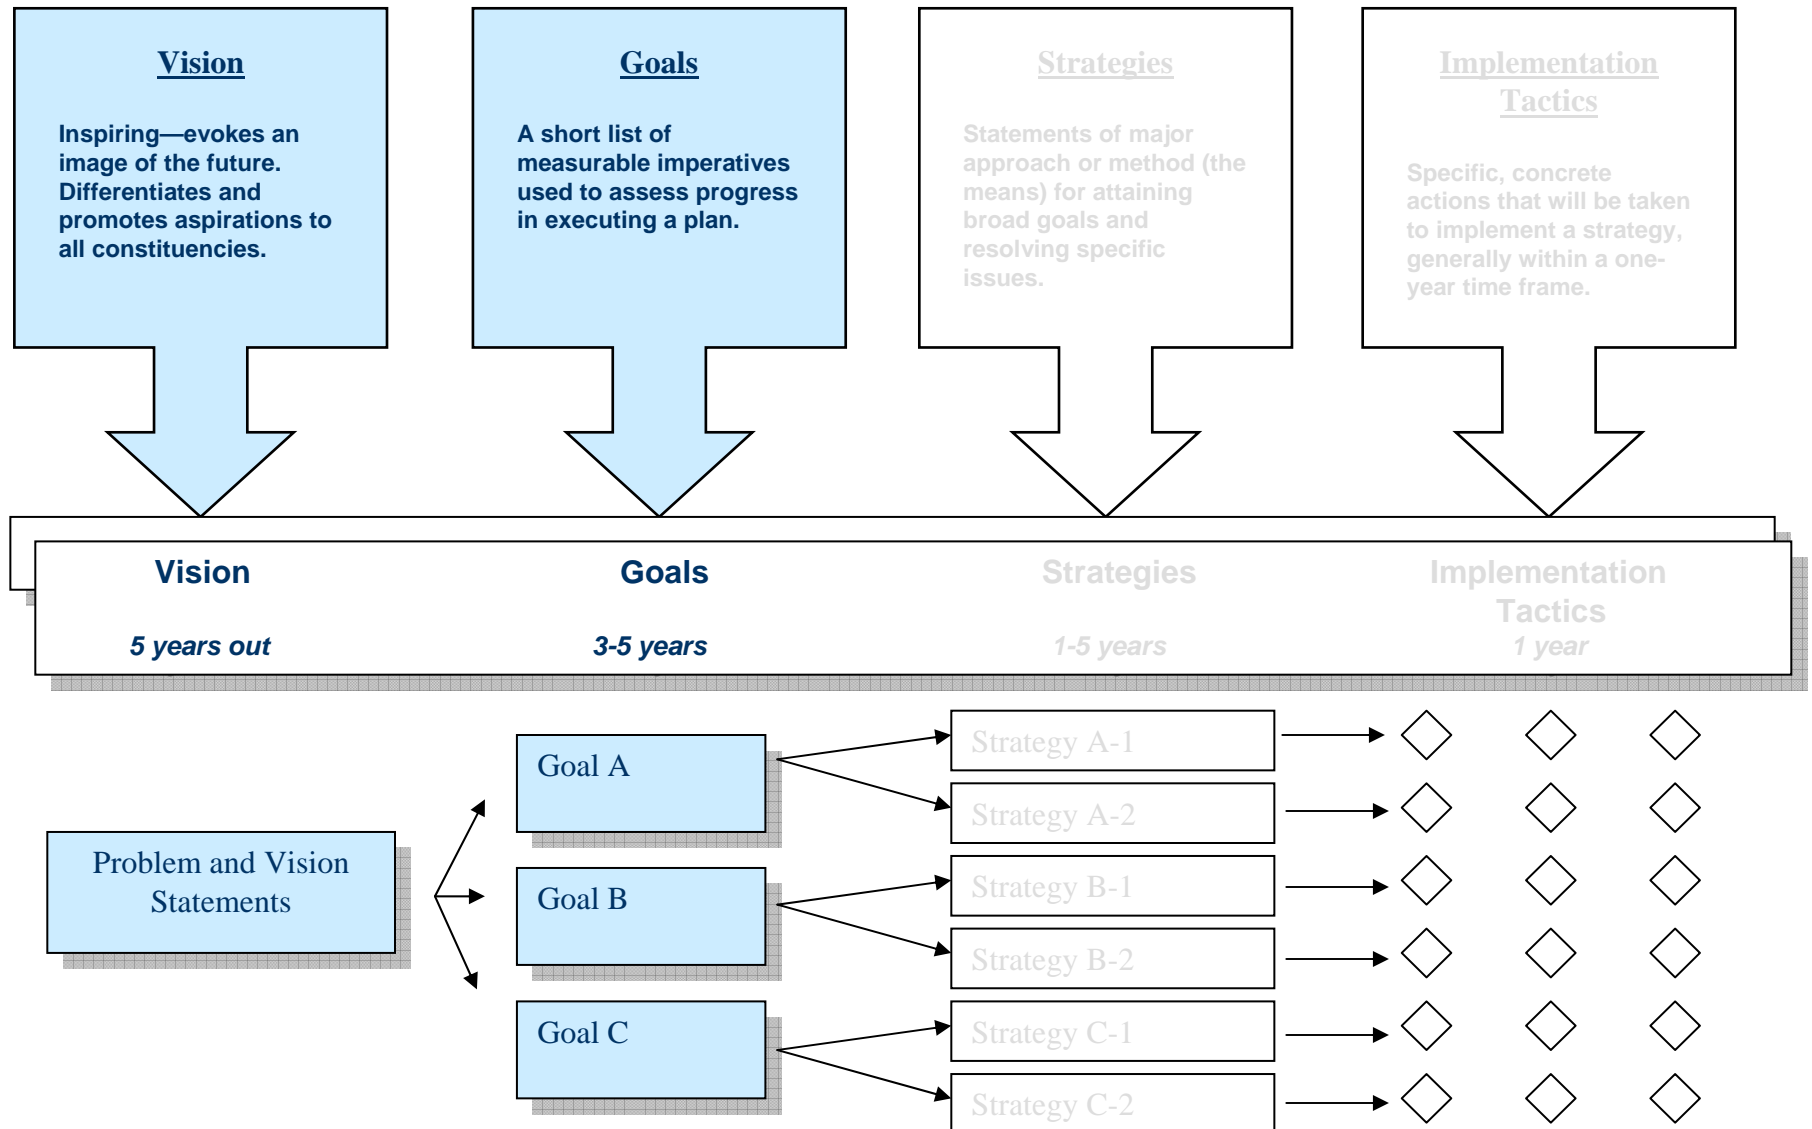 Vision
Inspiring—evokes an
image of the future.
Differentiates and
promotes aspirations to
all constituencies.
Goals
A short list of
measurable imperatives
used to assess progress
in executing a plan.
Strategies
Statements of major
approach or method (the
means) for attaining
broad goals and
resolving specific
issues.
Implementation
Tactics
Specific, concrete
actions that will be taken
to implement a strategy,
generally within a one-
year time frame.
Vision
5 years out
Goals
3-5 years
Strategies
1-5 years
Implementation
Tactics
1 year
Problem and Vision
Statements
Goal A
Goal B
Goal C
Strategy A-1
Strategy A-2
Strategy B-1
Strategy B-2
Strategy C-1
Strategy C-2